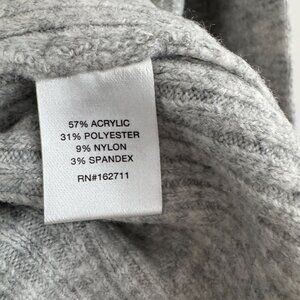 57% ACRYLIC
31% POLYESTER
9% NYLON
3% SPANDEX
RN#162711